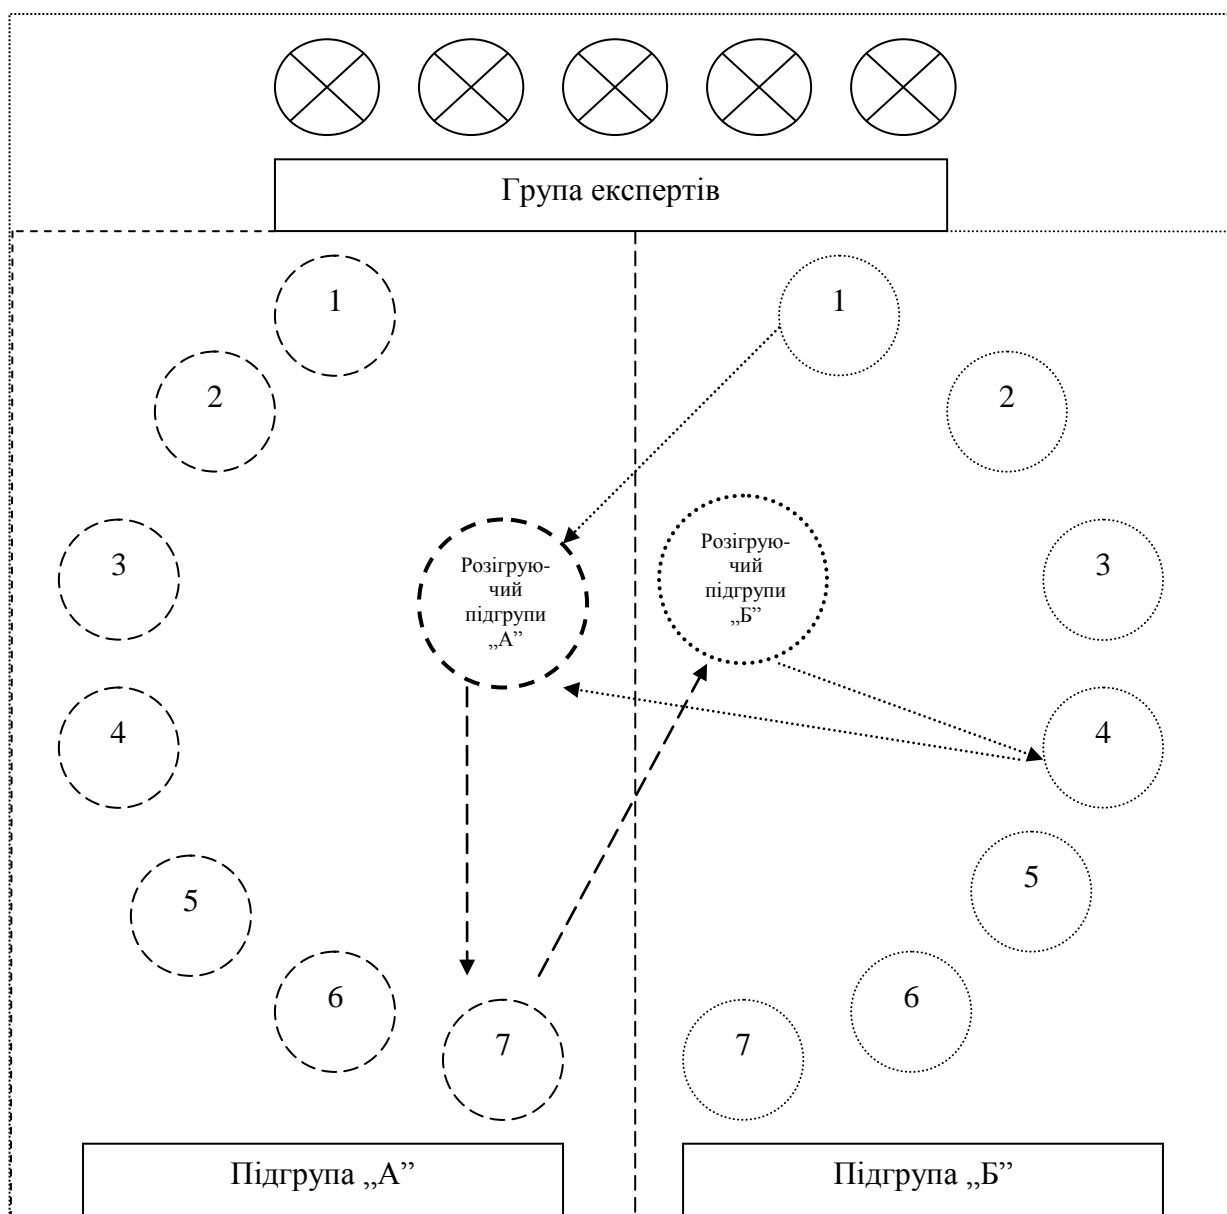 Група експертів
1
2
3
4
5
6
7
Розігрую-
чий
підгрупи
„А”
Підгрупа „А”
1
2
3
4
5
6
7
Розігрую-
чий
підгрупи
„Б”
Підгрупа „Б”